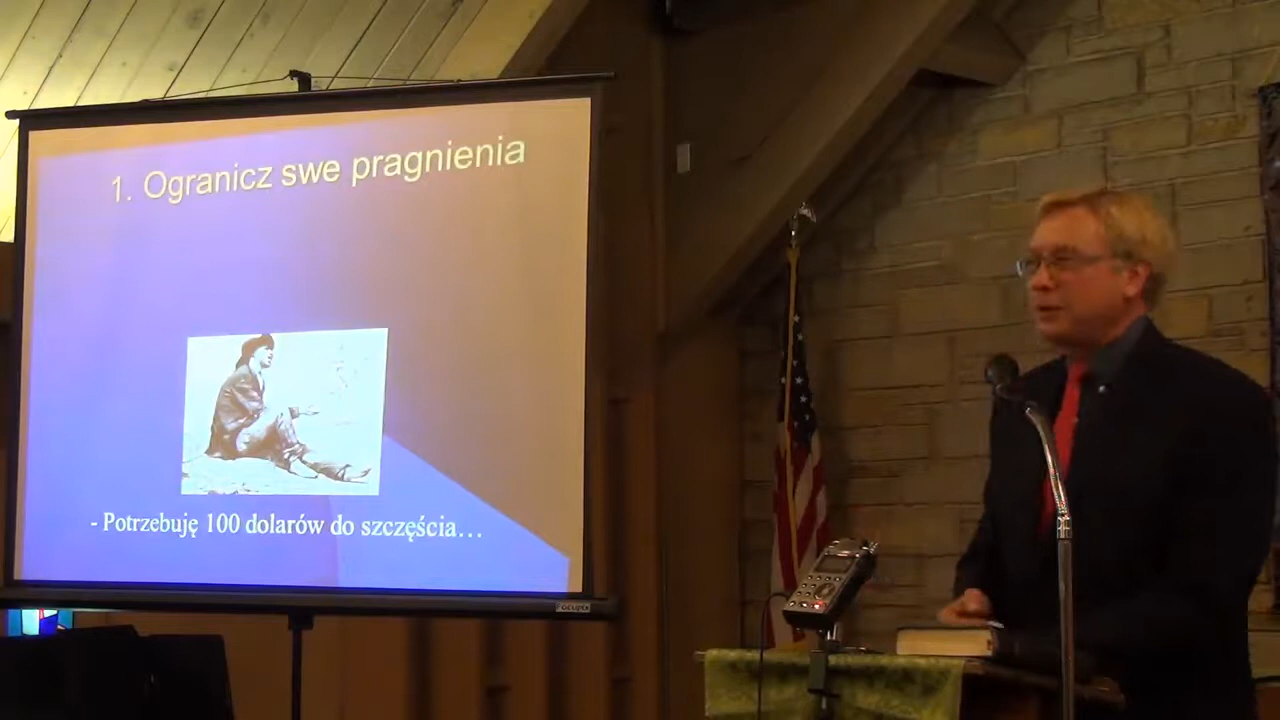 1. Ogranicz swe pragnienia
- Potrzebuję 100 dolarów do szczęścia…